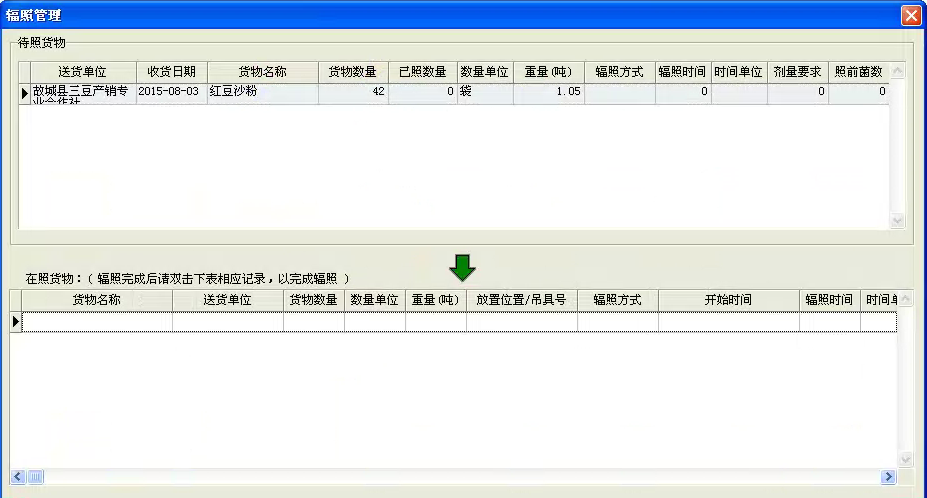 辐照管理
待照货物
送货单位 收货日期 货物名称 货物数量 已照数量 数量单位 重量(吨) 辐照方式 辐照时间 时间单位 剂量要求 照前菌数
故城县三豆产销专 2015-08-03 红豆沙粉 42 0 袋 1.05 0 0 0
业合作社
在照货物：( 辐照完成后请双击下表相应记录，以完成辐照 )
货物名称 送货单位 货物数量 数量单位 重量(吨) 放置位置/吊具号 辐照方式 开始时间 辐照时间 时间单